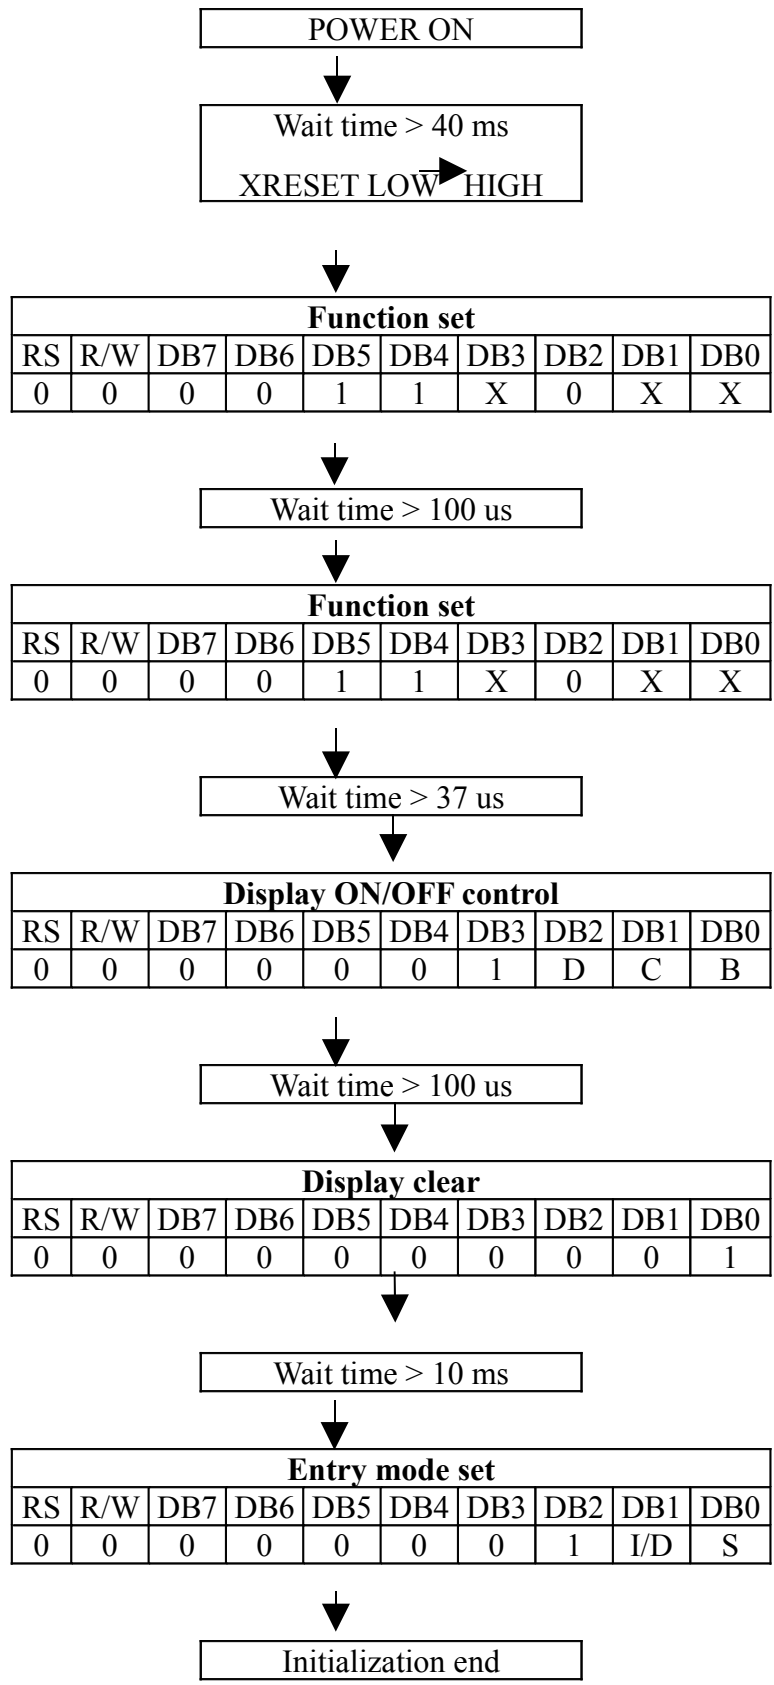 POWER ON
Wait time > 40 ms
XRESET LOW HIGH
Function set
RS R/W DB7 DB6 DB5 DB4 DB3 DB2 DB1 DB0
0 0 0 0 1 1 X 0 X X
Wait time > 100 us
Function set
RS R/W DB7 DB6 DB5 DB4 DB3 DB2 DB1 DB0
0 0 0 0 1 1 X 0 X X
Wait time > 37 us
Display ON/OFF control
RS R/W DB7 DB6 DB5 DB4 DB3 DB2 DB1 DB0
0 0 0 0 0 0 1 D C B
Wait time > 100 us
Display clear
RS R/W DB7 DB6 DB5 DB4 DB3 DB2 DB1 DB0
0 0 0 0 0 0 0 0 0 1
Wait time > 10 ms
Entry mode set
RS R/W DB7 DB6 DB5 DB4 DB3 DB2 DB1 DB0
0 0 0 0 0 0 0 1 I/D S
Initialization end